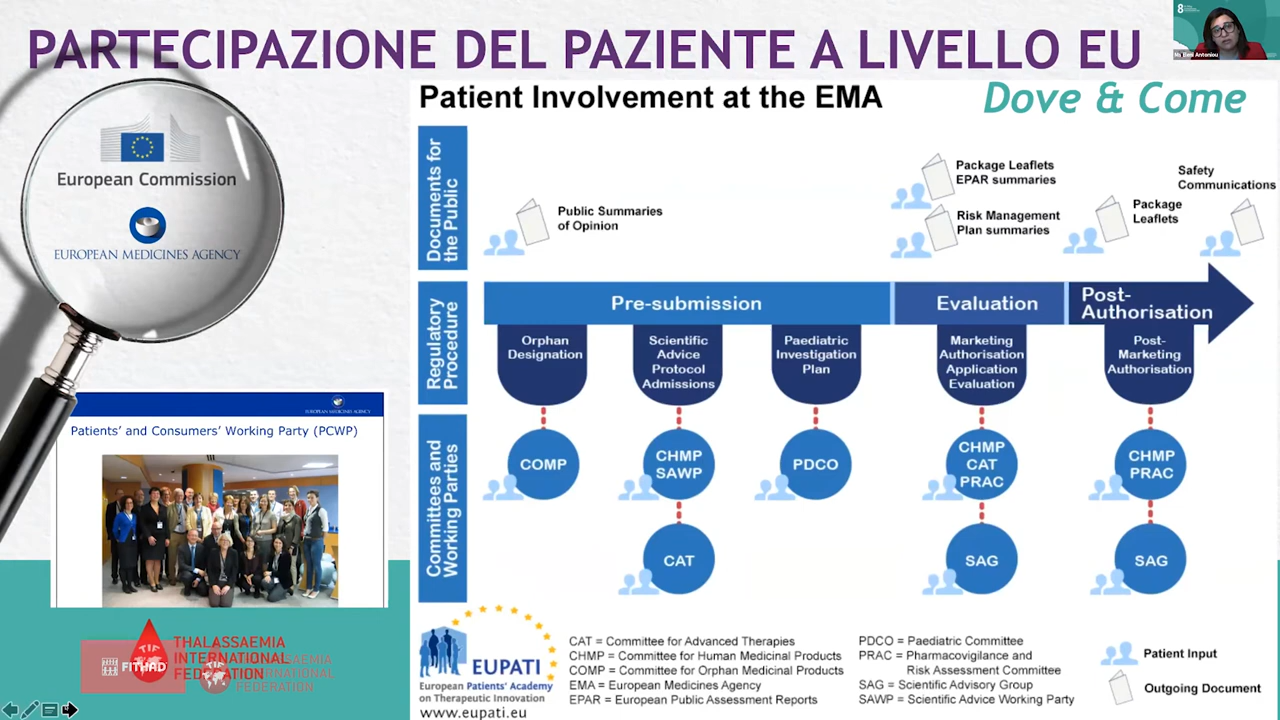 PARTECIPAZIONE DEL PAZIENTE A LIVELLO EU
Dove & Come
European Commission
EUROPEAN MEDICINES AGENCY
EUROPEAN MEDICINES AGENCY
Patients’ and Consumers’ Working Party (PCWP)
THALASSAEMIA
INTERNATIONAL
FEDERATION
Patient Involvement at the EMA
Documents for
the Public
Public Summaries
of Opinion
Package Leaflets
EPAR summaries
Risk Management
Plan summaries
Package
Leaflets
Safety
Communications
Regulatory
Procedure
Pre-submission
Evaluation
Post-
Authorisation
Orphan
Designation
Scientific
Advice
Protocol
Admissions
Paediatric
Investigation
Plan
Marketing
Authorisation
Application
Evaluation
Post-
Marketing
Authorisation
Committees and
Working Parties
COMP
CHMP
SAWP
PDCO
CHMP
CAT
PRAC
CHMP
PRAC
CAT
SAG
SAG
EUPATI
European Patients’ Academy
on Therapeutic Innovation
www.eupati.eu
CAT = Committee for Advanced Therapies
CHMP = Committee for Human Medicinal Products
COMP = Committee for Orphan Medicinal Products
EMA = European Medicines Agency
EPAR = European Public Assessment Reports
PDCO = Paediatric Committee
PRAC = Pharmacovigilance and
Risk Assessment Committee
SAG = Scientific Advisory Group
SAWP = Scientific Advice Working Party
Patient Input
Outgoing Document